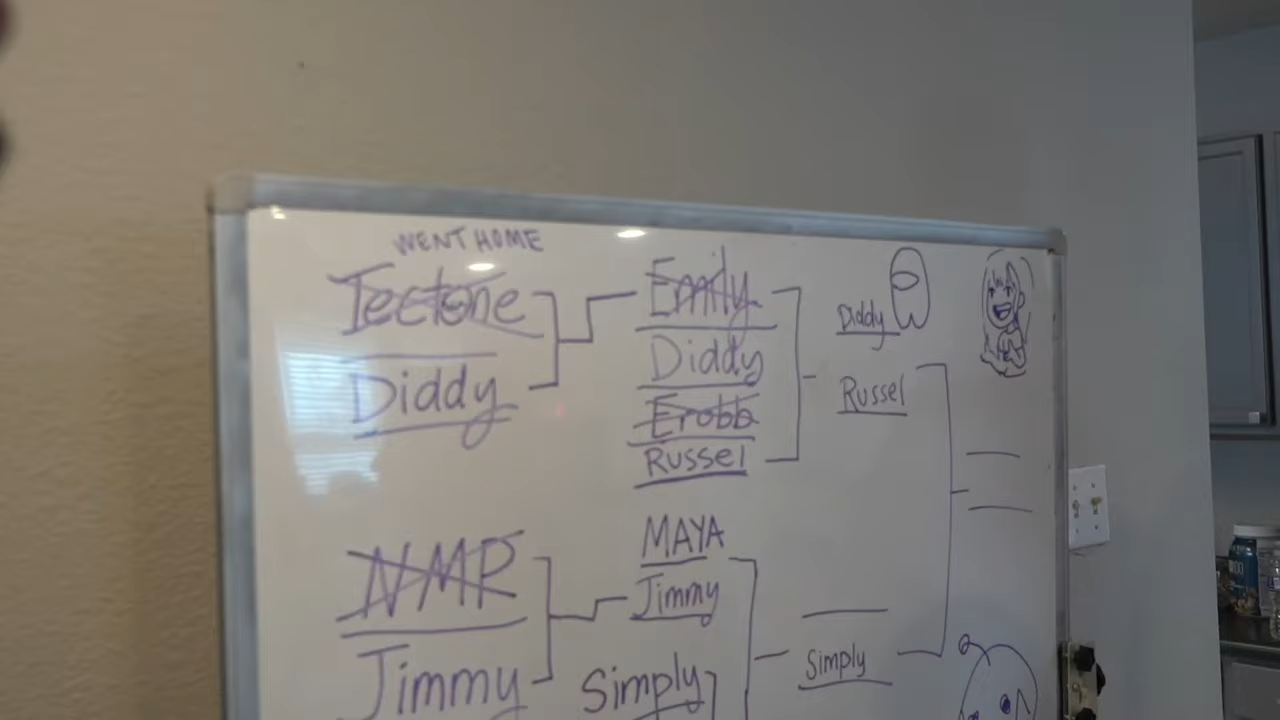 WENT HOME
Tectone
Diddy
Emily
Diddy
Erobb
Russel
Diddy
Russel
NMP
Jimmy
MAYA
Jimmy
Simply
Simply